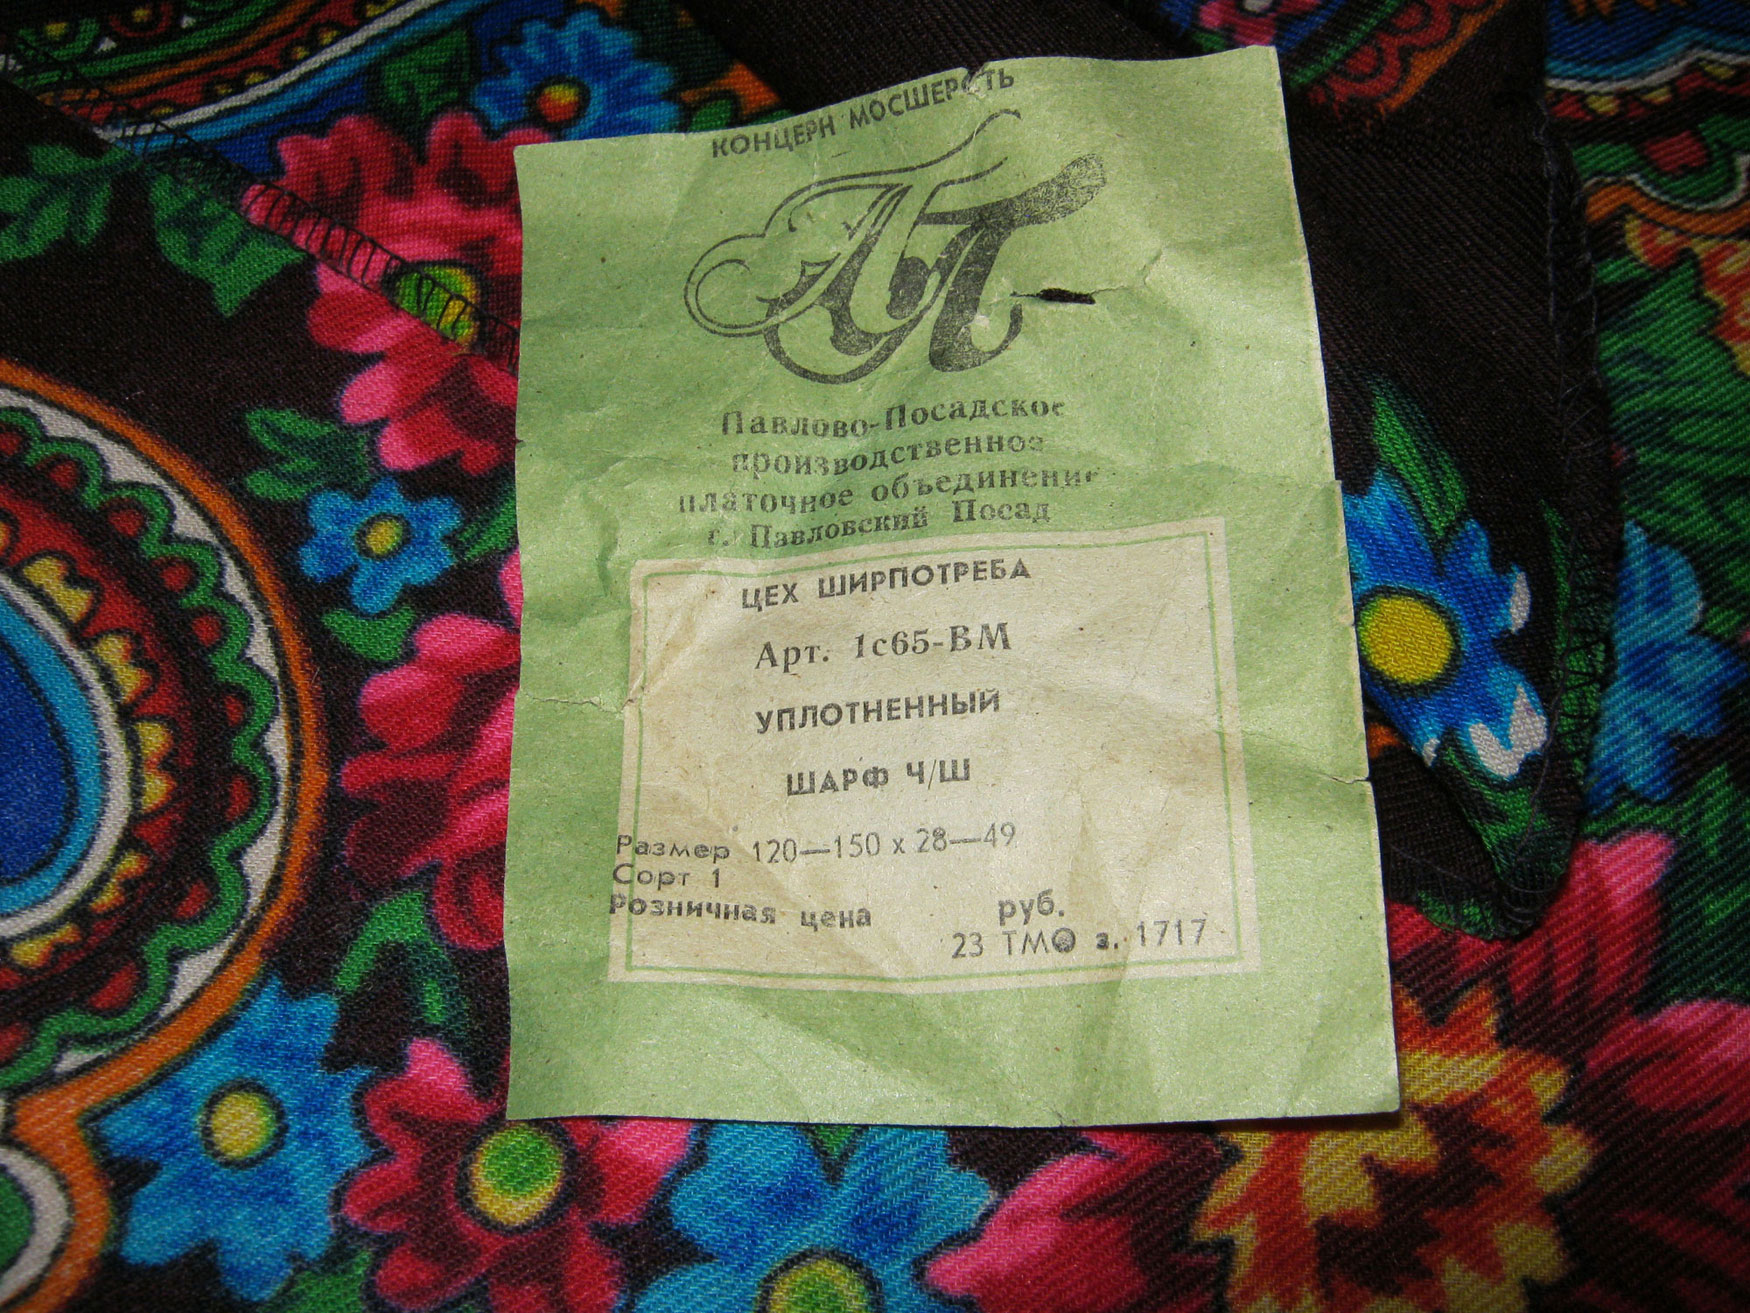 КОНЦЕРН МОСШЕРСТЬ
ПП
Павлово-Посадское
производственное
платочное объединение
г. Павловский Посад
ЦЕХ ШИРПОТРЕБА
Арт. 1с65-ВМ
УПЛОТНЕННЫЙ
ШАРФ Ч/Ш
Размер 120—150 х 28—49
Сорт 1
Розничная цена руб.
23 ТМО з. 1717